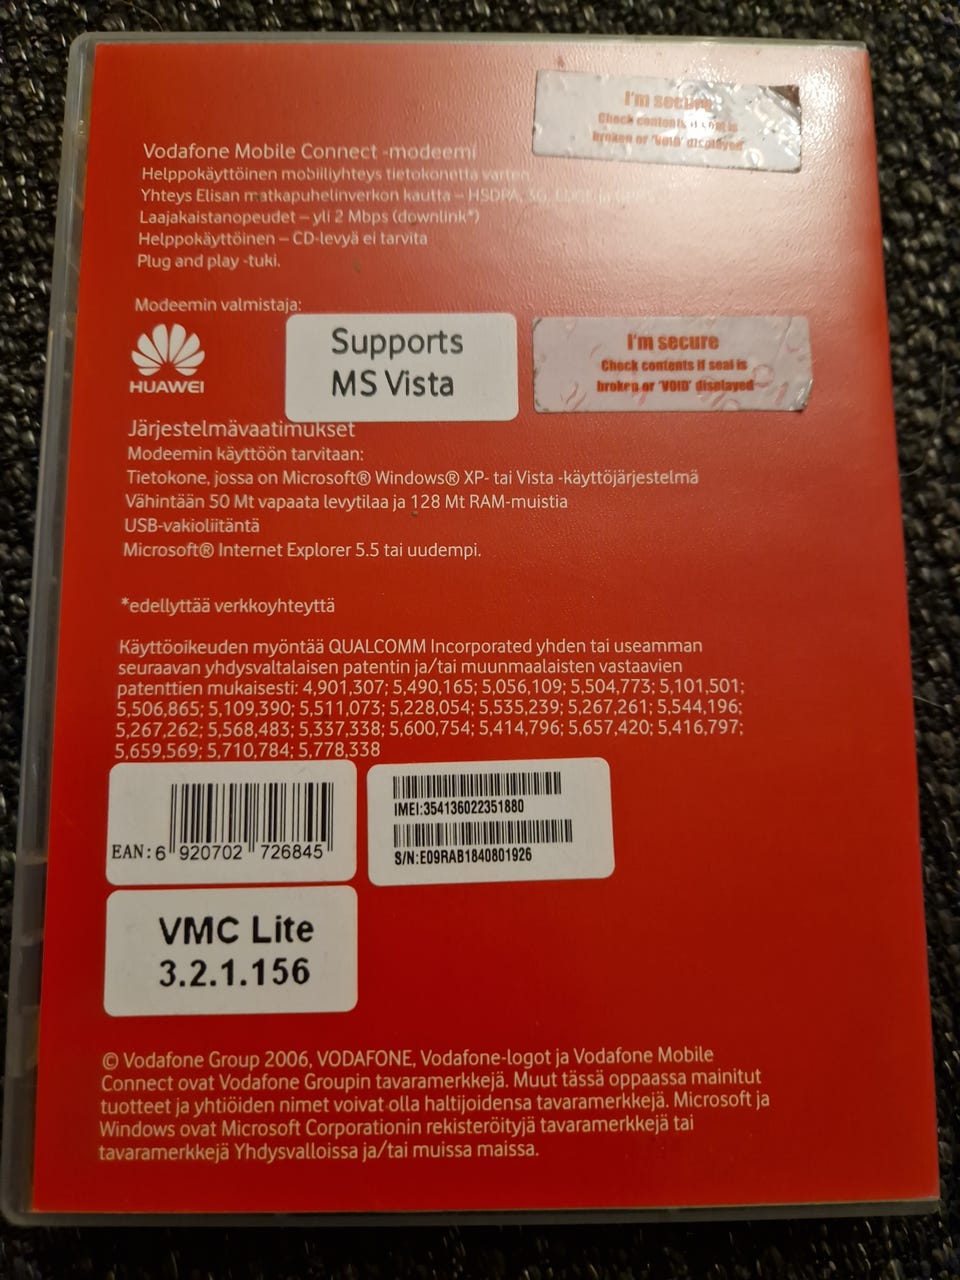 I'm secure
Check contents if seal is
broken or 'VOID' displayed
Vodafone Mobile Connect -modeemi
Helppokäyttöinen mobiiliyhteys tietokonetta varten
Yhteys Elisan matkapuhelinverkon kautta – HSDPA, 3G, EDGE ja
Laajakaistanopeudet – yli 2 Mbps (downlink*)
Helppokäyttöinen – CD-levyä ei tarvita
Plug and play -tuki.
Modeemin valmistaja:
HUAWEI
Supports
MS Vista
I'm secure
Check contents if seal is
broken or 'VOID' displayed
Järjestelmävaatimukset
Modeemin käyttöön tarvitaan:
Tietokone, jossa on Microsoft® Windows® XP- tai Vista -käyttöjärjestelmä
Vähintään 50 Mt vapaata levytilaa ja 128 Mt RAM-muistia
USB-vakioliitäntä
Microsoft® Internet Explorer 5.5 tai uudempi.
*edellyttää verkkoyhteyttä
Käyttöoikeuden myöntää QUALCOMM Incorporated yhden tai useamman
seuraavan yhdysvaltalaisen patentin ja/tai muunmaalaisten vastaavien
patenttien mukaisesti: 4,901,307; 5,490,165; 5,056,109; 5,504,773; 5,101,501;
5,506,865; 5,109,390; 5,511,073; 5,228,054; 5,535,239; 5,267,261; 5,544,196;
5,267,262; 5,568,483; 5,337,338; 5,600,754; 5,414,796; 5,657,420; 5,416,797;
5,659,569; 5,710,784; 5,778,338
EAN: 6 920702 726845
IMEI:354136022351880
S/N:E09RAB1840801926
VMC Lite
3.2.1.156
© Vodafone Group 2006, VODAFONE, Vodafone-logot ja Vodafone Mobile
Connect ovat Vodafone Groupin tavaramerkkejä. Muut tässä oppaassa mainitut
tuotteet ja yhtiöiden nimet voivat olla haltijoidensa tavaramerkkejä. Microsoft ja
Windows ovat Microsoft Corporationin rekisteröityjä tavaramerkkejä tai
tavaramerkkejä Yhdysvalloissa ja/tai muissa maissa.